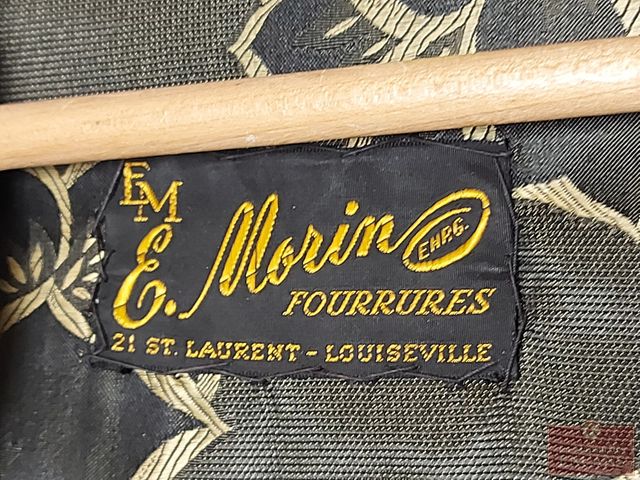 EM
E. Morin ENRG.
FOURRURES
21 ST. LAURENT - LOUISEVILLE